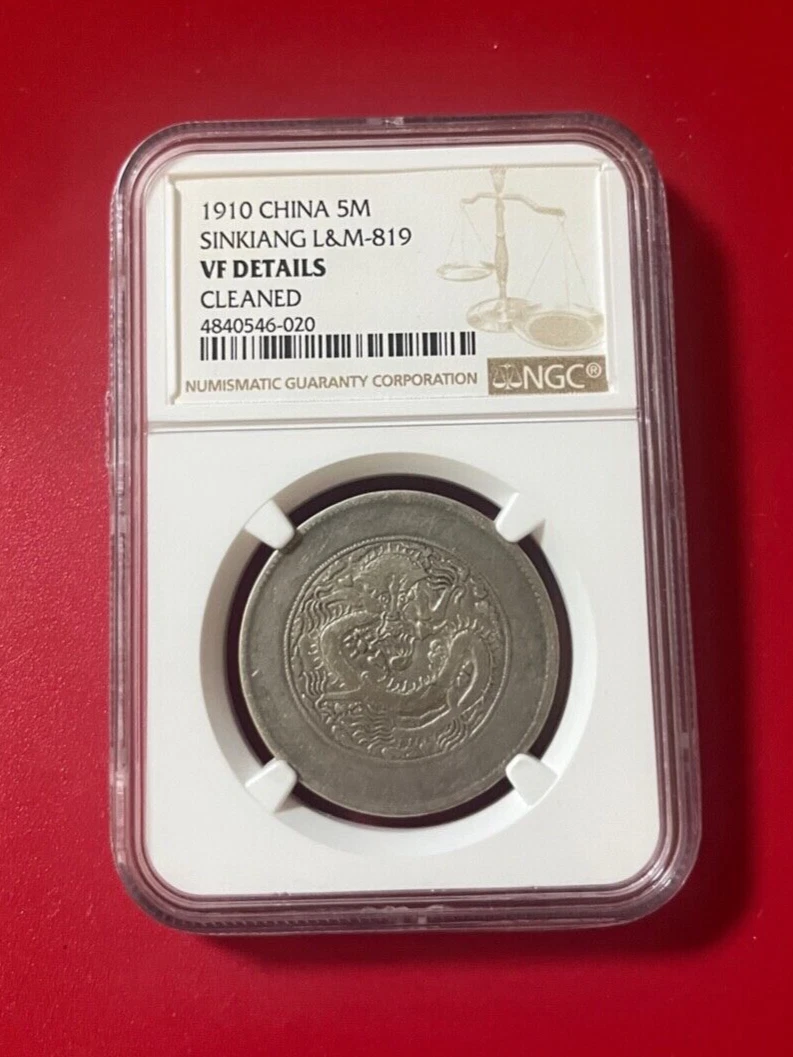 1910 CHINA 5M
SINKIANG L&M-819
VF DETAILS
CLEANED
4840546-020
NUMISMATIC GUARANTY CORPORATION NGC®